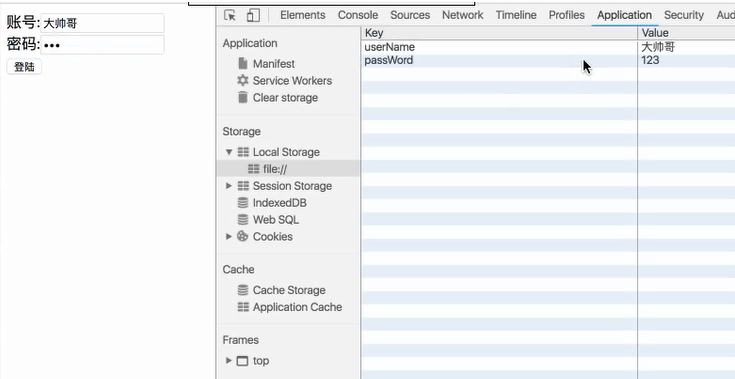 账号:大帅哥
密码:•••
登陆
Elements Console Sources Network Timeline Profiles Application Security Aud
Application
Manifest
Service Workers
Clear storage
Storage
Local Storage
file://
Session Storage
IndexedDB
Web SQL
Cookies
Cache
Cache Storage
Application Cache
Frames
top
Key Value
userName 大帅哥
passWord 123